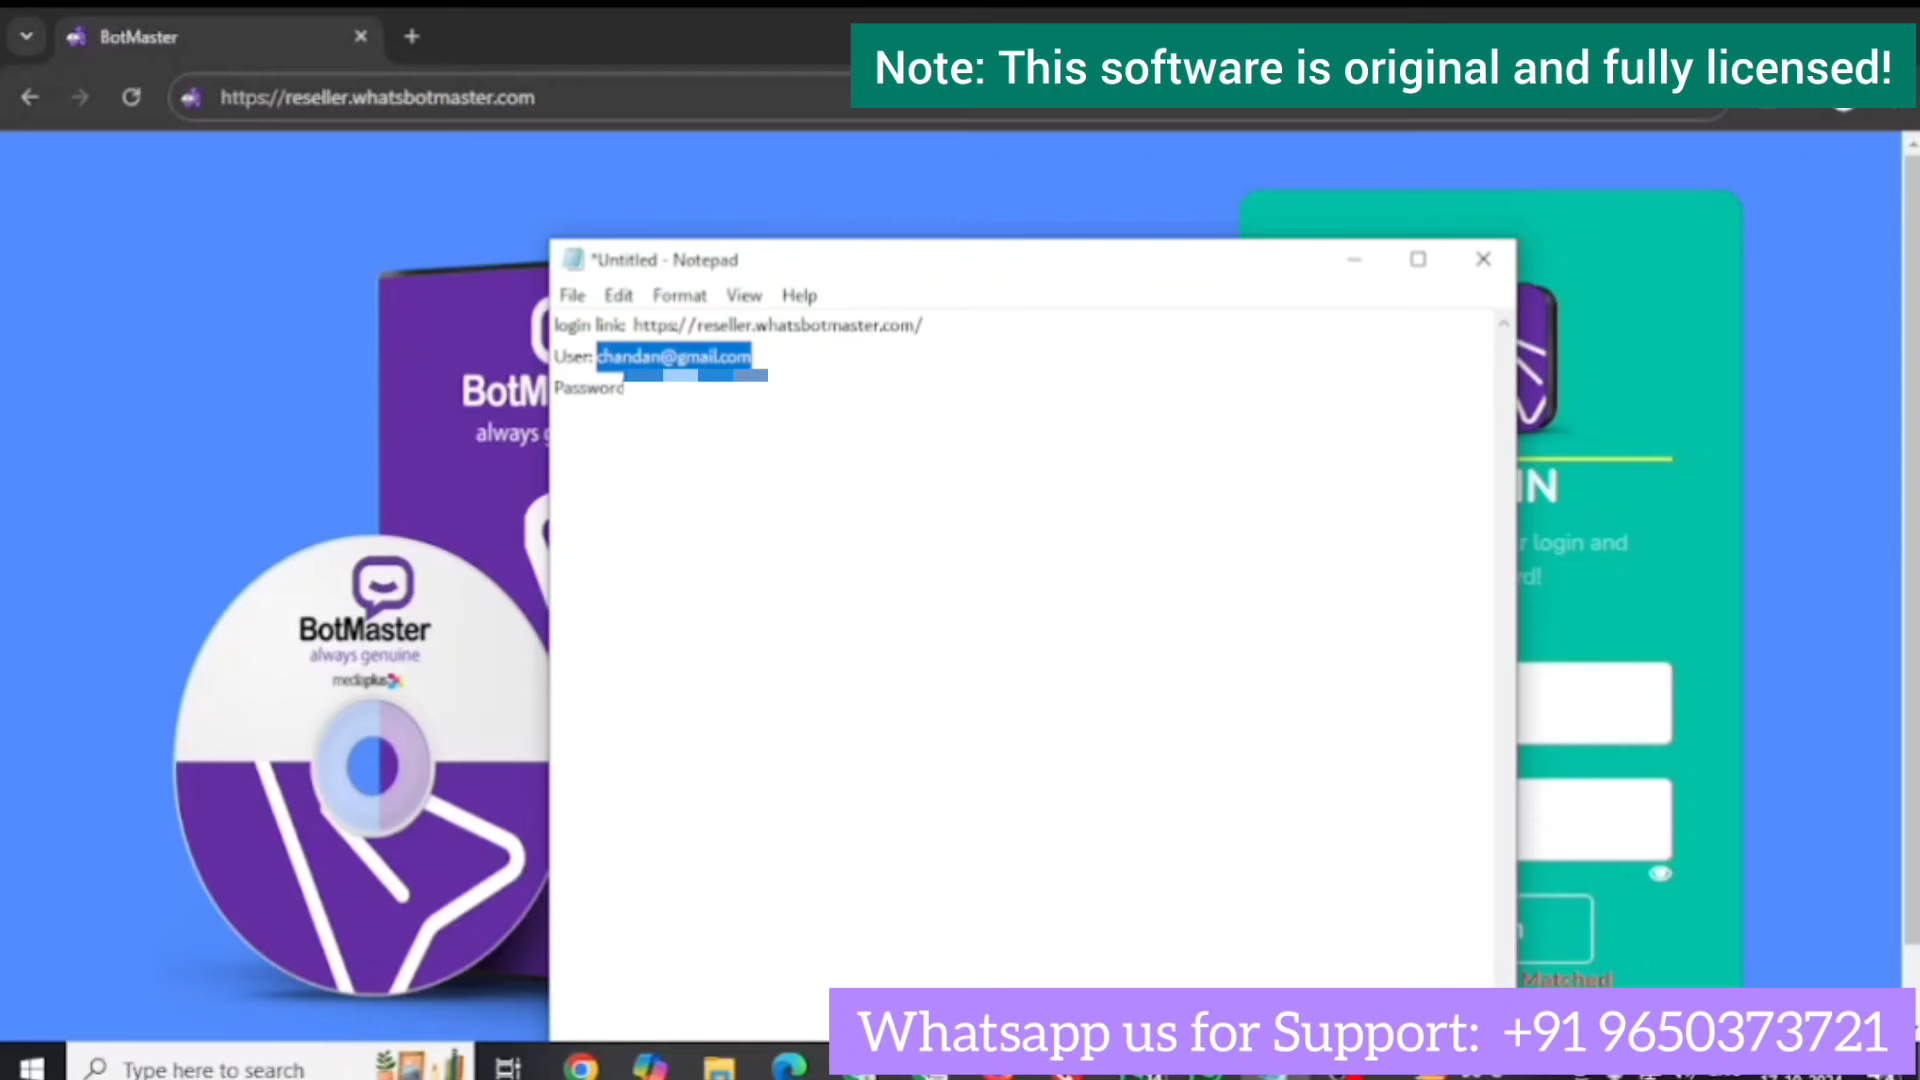 BotMaster
Note: This software is original and fully licensed!
https://reseller.whatsbotmaster.com
*Untitled - Notepad
File Edit Format View Help
login link: https://reseller.whatsbotmaster.com/
User: chandan@gmail.com
Password
BotM
always g
IN
r login and
rd!
BotMaster
always genuine
mediaplus
Matched
Whatsapp us for Support: +91 9650373721
Type here to search